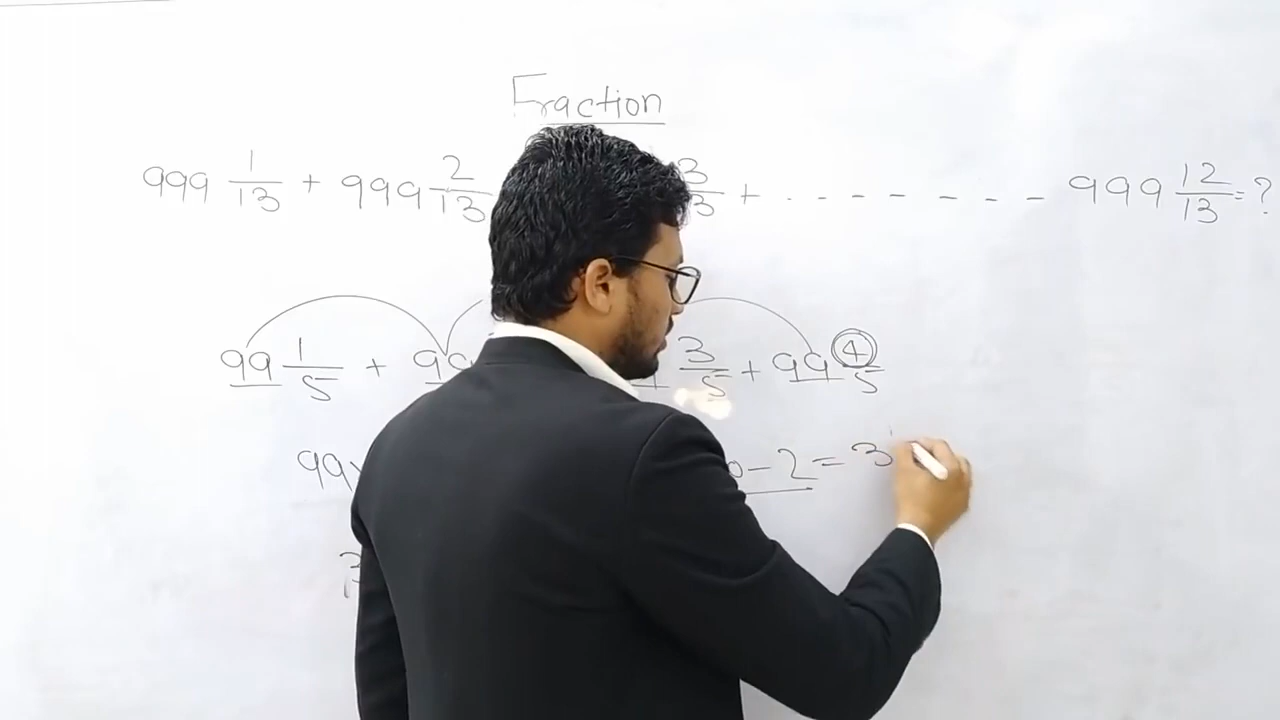 Fraction
999 1/13 + 999 2/13 3/3 + . - - - - - - - 999 12/13 = ?
99 1/5 + 99 3/5 + 99 4/5
99 - 2 = 3